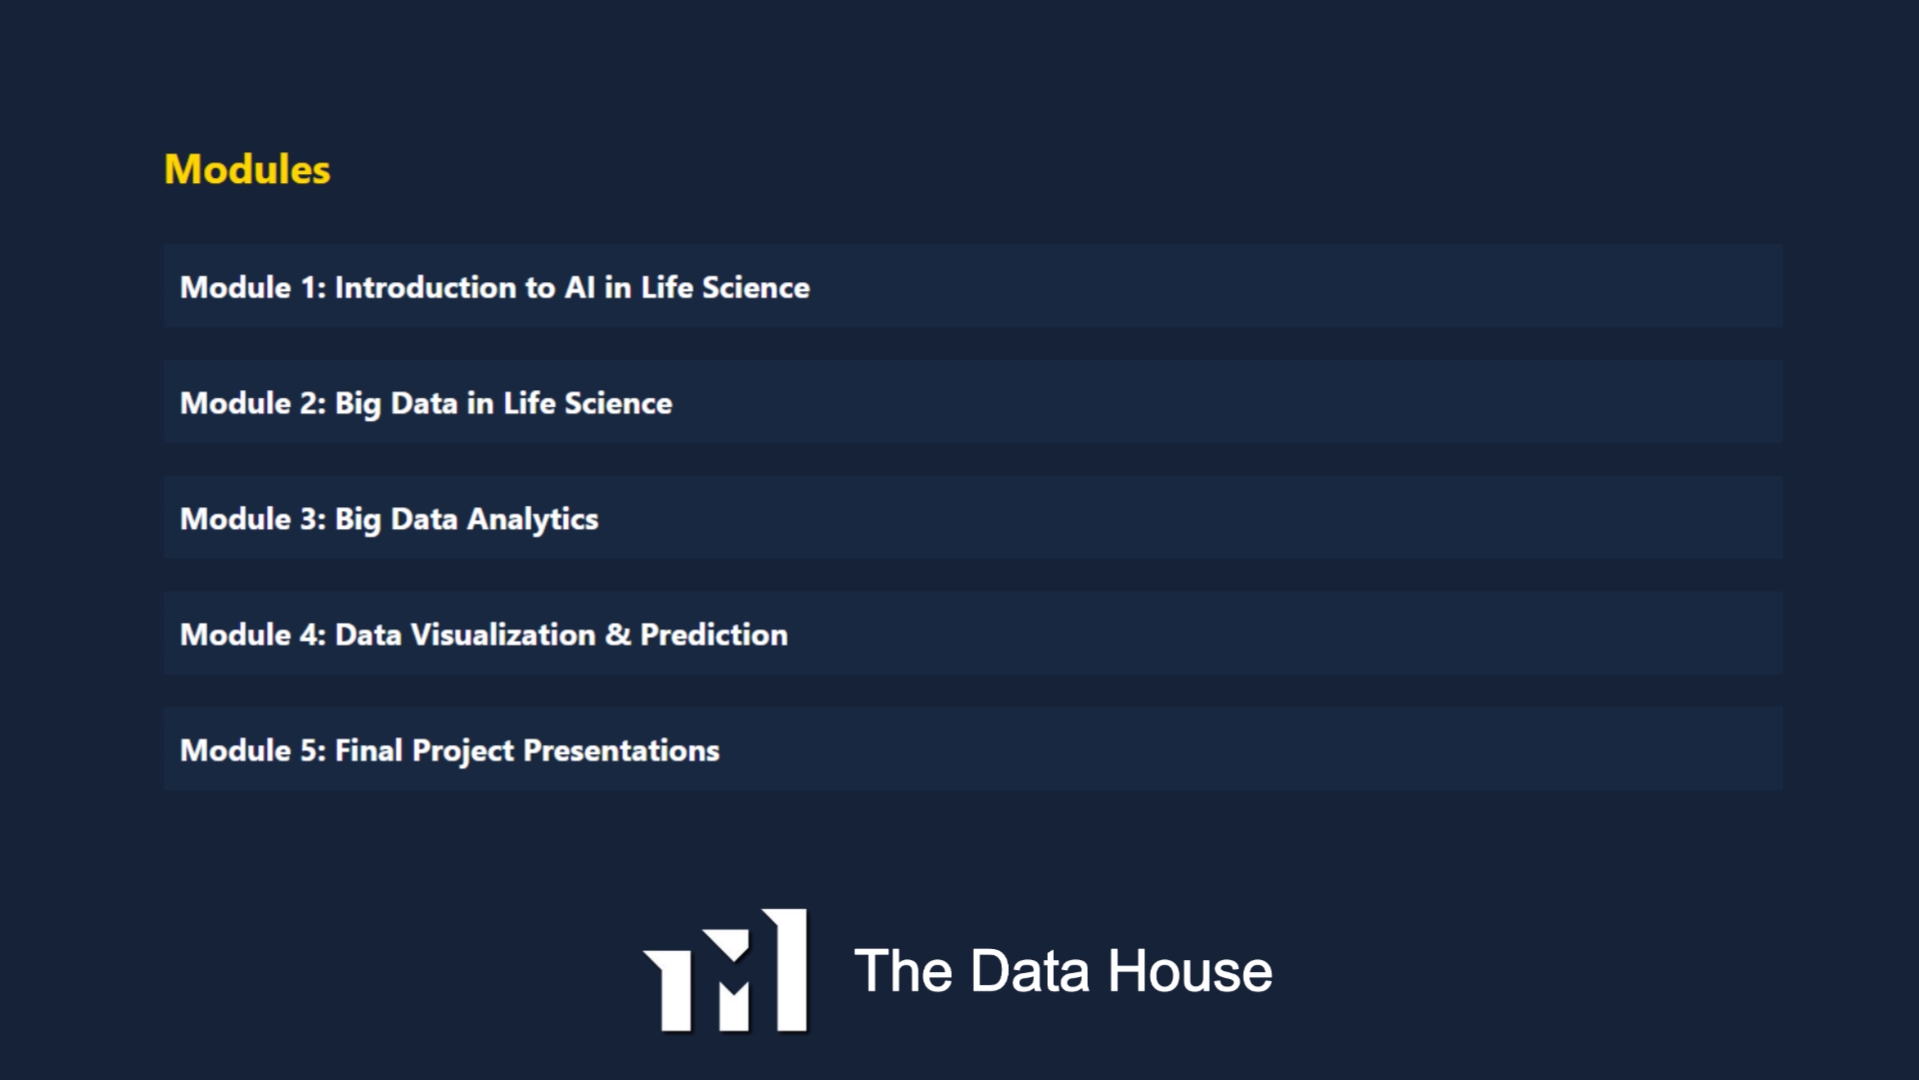 Modules
Module 1: Introduction to AI in Life Science
Module 2: Big Data in Life Science
Module 3: Big Data Analytics
Module 4: Data Visualization & Prediction
Module 5: Final Project Presentations
The Data House